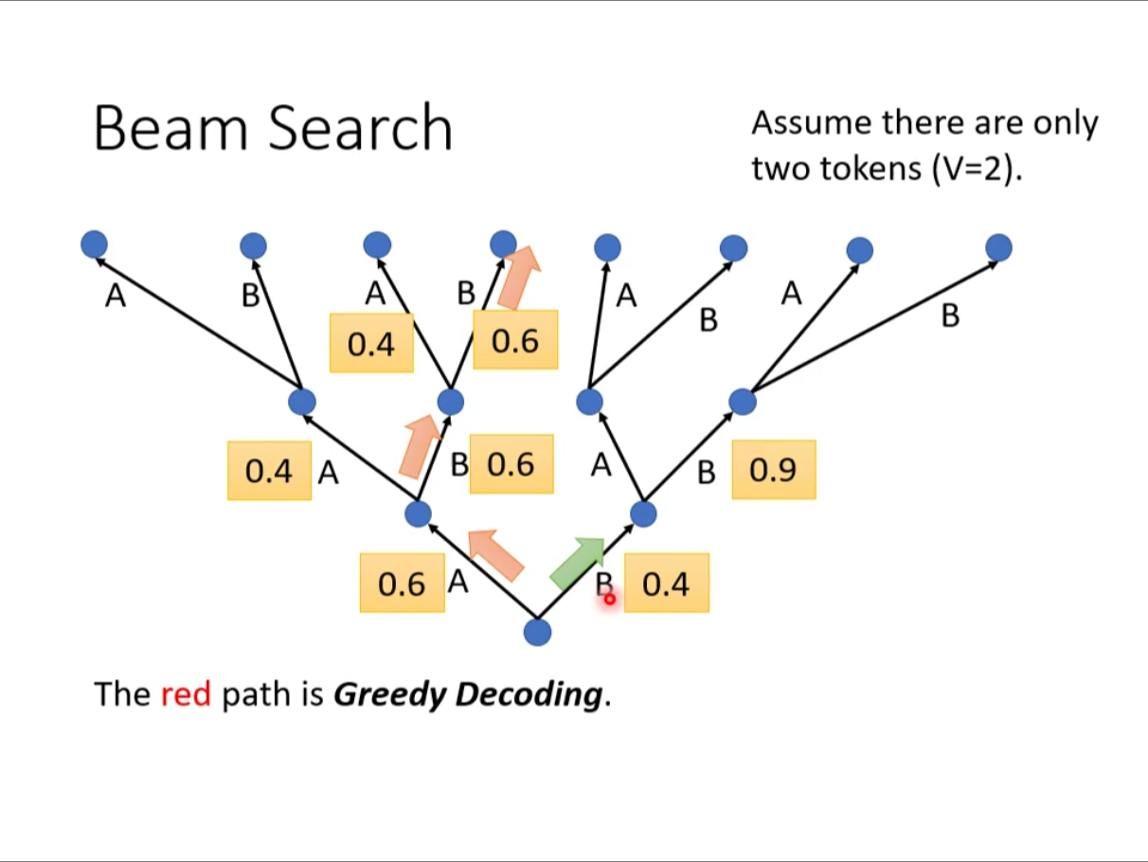 Beam Search
Assume there are only
two tokens (V=2).
A
B
A
B
A
B
A
B
0.4
0.6
0.4 A
B 0.6
A
B 0.9
0.6 A
B 0.4
The red path is Greedy Decoding.